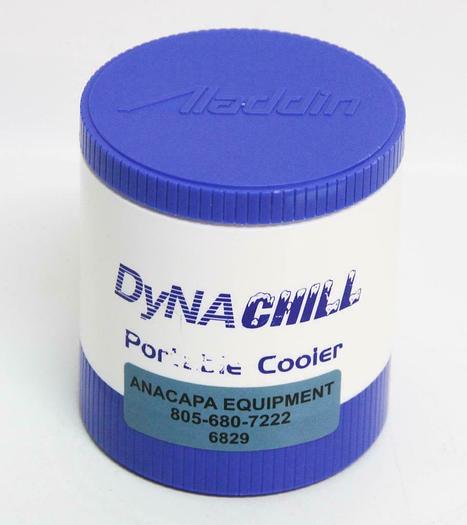 Aladdin
DyNACHILL
Portable Cooler
ANACAPA EQUIPMENT
805-680-7222
6829